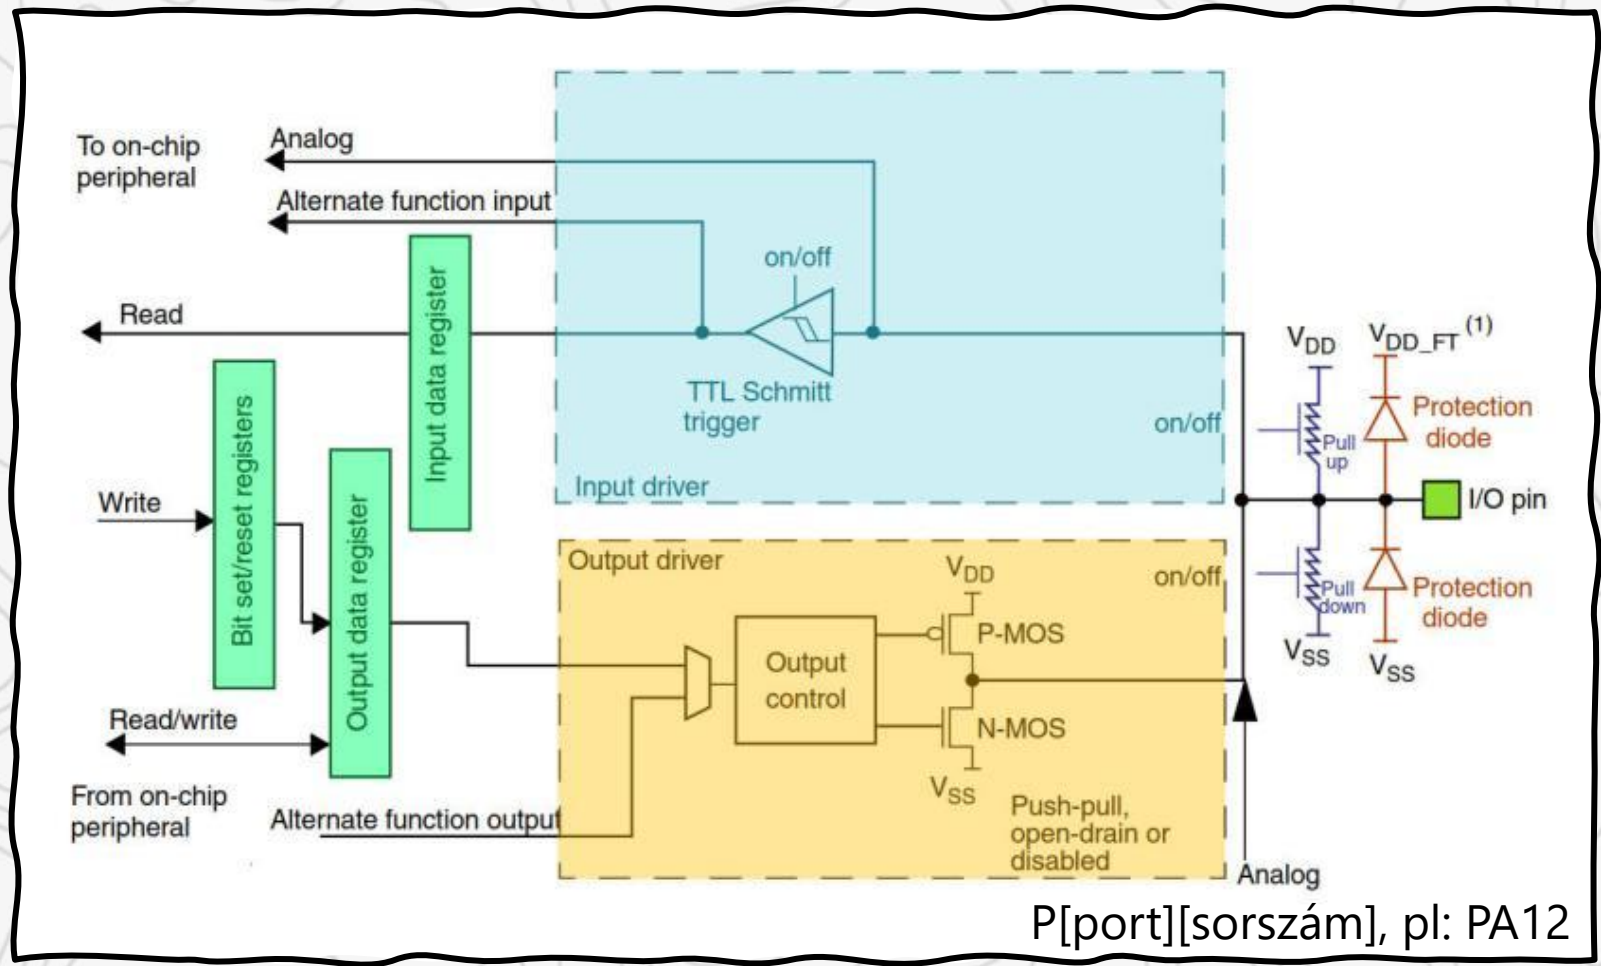 To on-chip
peripheral
Analog
Alternate function input
on/off
Read
Input data register
TTL Schmitt
trigger
on/off
Input driver
V_DD
V_DD_FT (1)
Pull
up
Protection
diode
I/O pin
Bit set/reset registers
Write
Output data register
Output driver
V_DD
on/off
P-MOS
Output
control
N-MOS
V_SS
Push-pull,
open-drain or
disabled
Pull
down
V_SS
Protection
diode
V_SS
Read/write
From on-chip
peripheral
Alternate function output
Analog
P[port][sorszám], pl: PA12